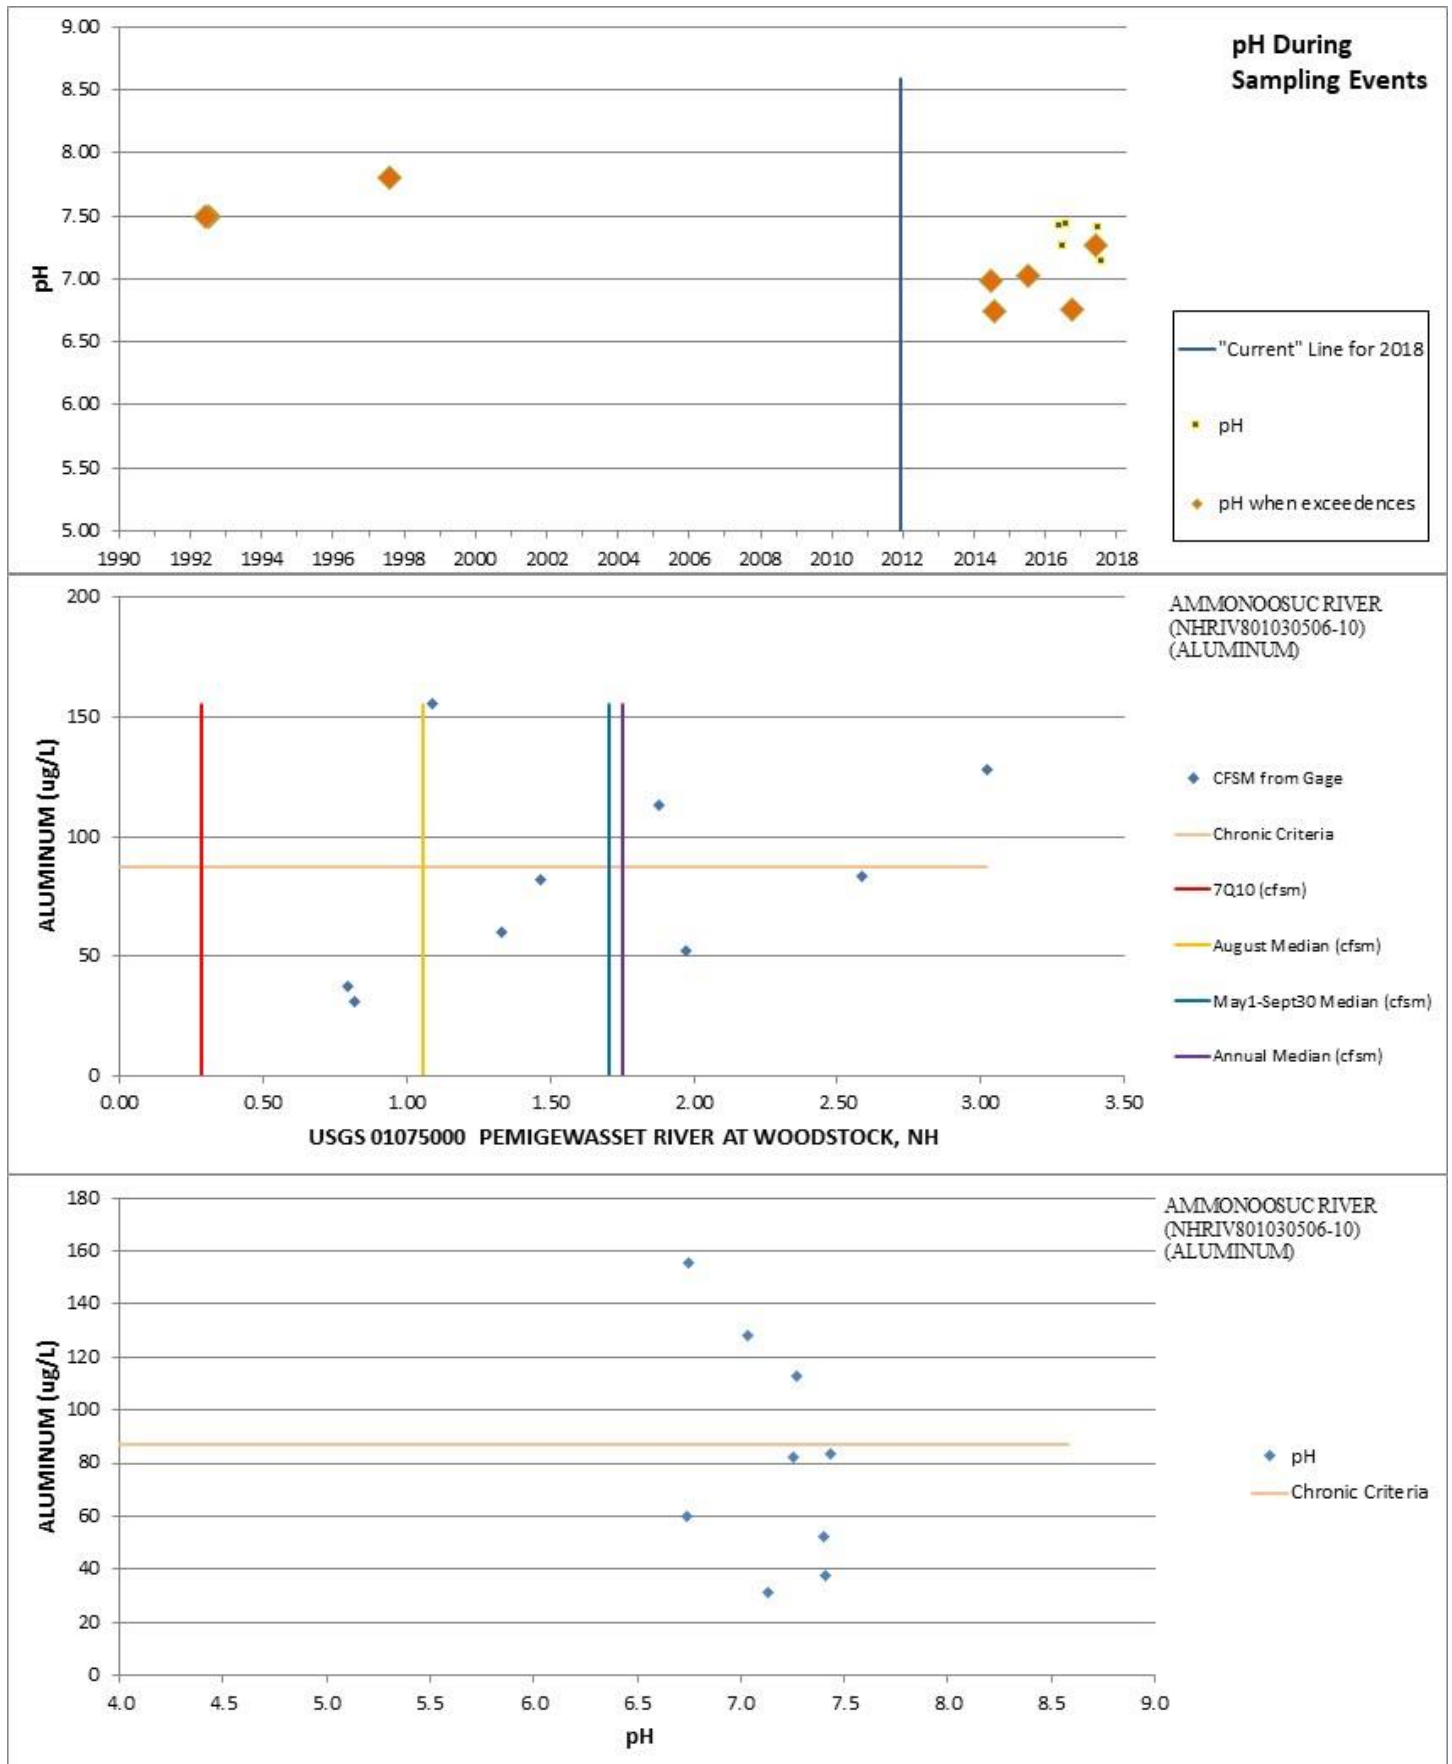 pH During
Sampling Events
9.00
8.50
8.00
7.50
7.00
6.50
6.00
5.50
5.00
pH
1990 1992 1994 1996 1998 2000 2002 2004 2006 2008 2010 2012 2014 2016 2018
"Current" Line for 2018
pH
pH when exceedences
AMMONOOSUC RIVER
(NHRIV801030506-10)
(ALUMINUM)
200
150
100
50
0
ALUMINUM (ug/L)
0.00 0.50 1.00 1.50 2.00 2.50 3.00 3.50
USGS 01075000 PEMIGEWASSET RIVER AT WOODSTOCK, NH
CFSM from Gage
Chronic Criteria
7Q10 (cfsm)
August Median (cfsm)
May1-Sept30 Median (cfsm)
Annual Median (cfsm)
AMMONOOSUC RIVER
(NHRIV801030506-10)
(ALUMINUM)
180
160
140
120
100
80
60
40
20
0
ALUMINUM (ug/L)
4.0 4.5 5.0 5.5 6.0 6.5 7.0 7.5 8.0 8.5 9.0
pH
pH
Chronic Criteria